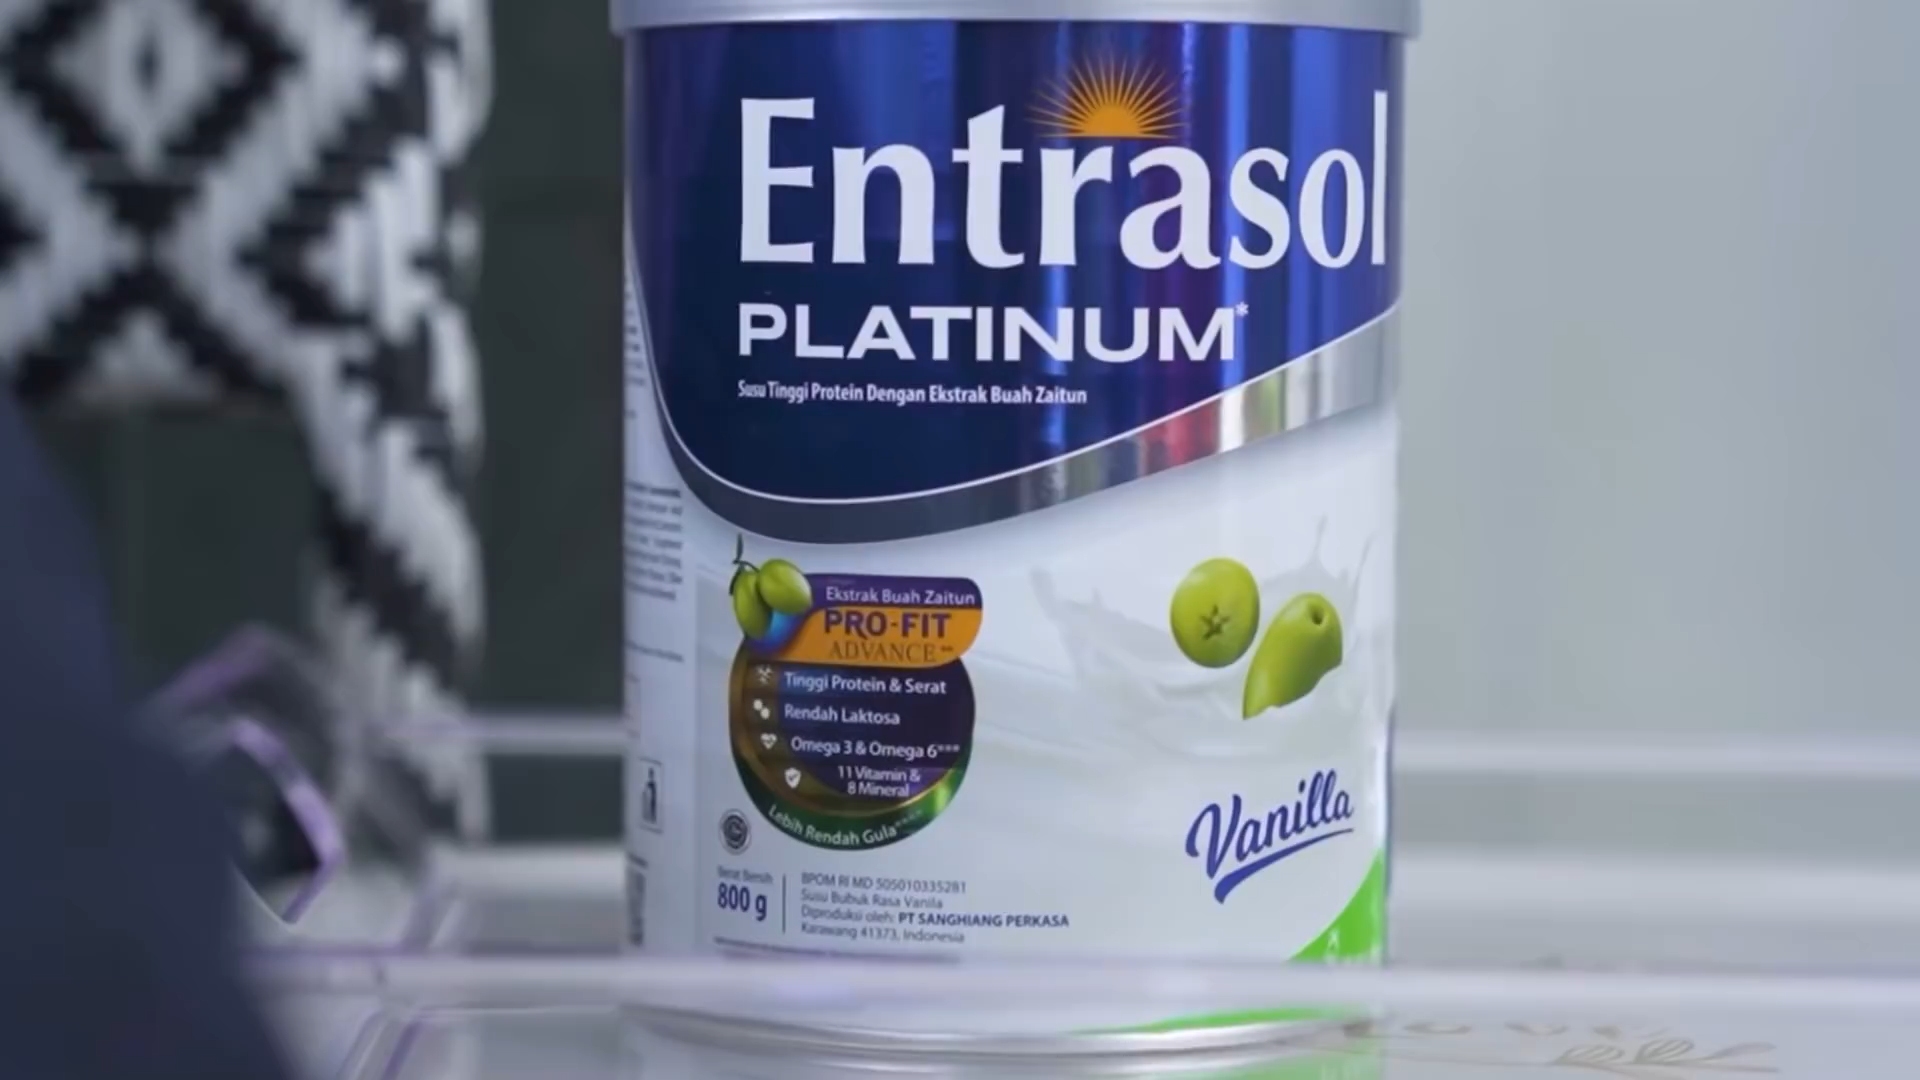 Entrasol
PLATINUM*
Susu Tinggi Protein Dengan Ekstrak Buah Zaitun
Ekstrak Buah Zaitun
PRO-FIT
ADVANCE**
Tinggi Protein & Serat
Rendah Laktosa
Omega 3 & Omega 6***
11 Vitamin &
8 Mineral
Lebih Rendah Gula****
Vanilla
Berat Bersih
800 g
BPOM RI MD 505010335281
Susu Bubuk Rasa Vanila
Diproduksi oleh: PT SANGHIANG PERKASA
Karawang 41373, Indonesia